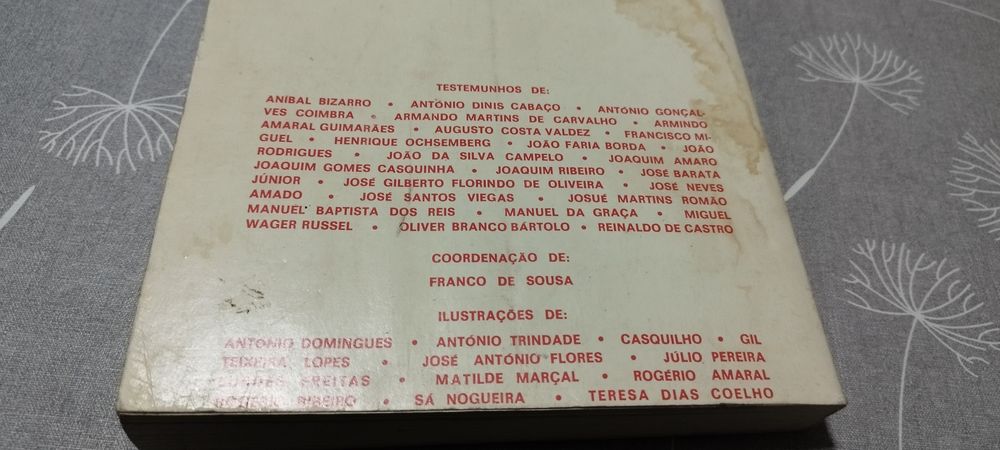 TESTEMUNHOS DE:
ANÍBAL BIZARRO • ANTÓNIO DINIS CABAÇO • ANTÓNIO GONÇAL-
VES COIMBRA • ARMANDO MARTINS DE CARVALHO • ARMINDO
AMARAL GUIMARÃES • AUGUSTO COSTA VALDEZ • FRANCISCO MI-
GUEL • HENRIQUE OCHSEMBERG • JOÃO FARIA BORDA • JOÃO
RODRIGUES • JOÃO DA SILVA CAMPELO • JOAQUIM AMARO
JOAQUIM GOMES CASQUINHA • JOAQUIM RIBEIRO • JOSÉ BARATA
JÚNIOR • JOSÉ GILBERTO FLORINDO DE OLIVEIRA • JOSÉ NEVES
AMADO • JOSÉ SANTOS VIEGAS • JOSUÉ MARTINS ROMÃO
MANUEL BAPTISTA DOS REIS • MANUEL DA GRAÇA • MIGUEL
WAGER RUSSEL • OLIVER BRANCO BÁRTOLO • REINALDO DE CASTRO
COORDENAÇÃO DE:
FRANCO DE SOUSA
ILUSTRAÇÕES DE:
ANTÓNIO DOMINGUES • ANTÓNIO TRINDADE • CASQUILHO • GIL
TEIXEIRA LOPES • JOSÉ ANTÓNIO FLORES • JÚLIO PEREIRA
FREITAS • MATILDE MARÇAL • ROGÉRIO AMARAL
RIBEIRO • SÁ NOGUEIRA • TERESA DIAS COELHO